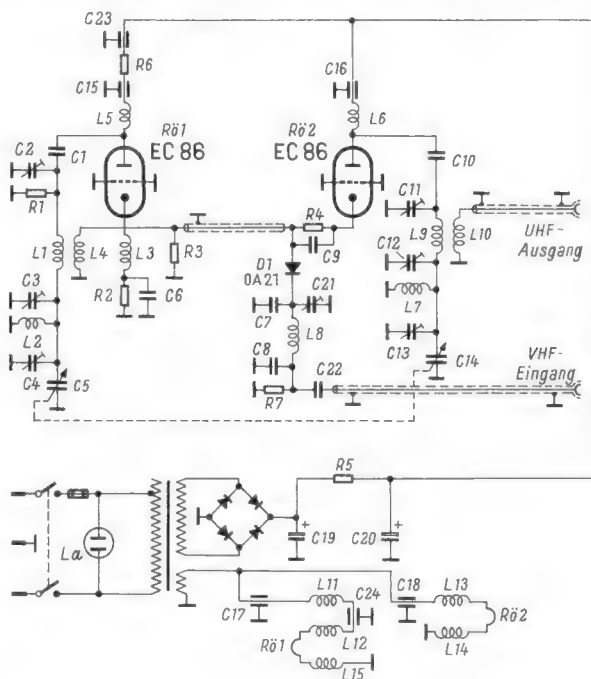 C23
R6
C15
C16
L5
L6
Rö1
EC 86
Rö2
EC 86
C2
C1
C10
R1
C11
R4
L1
L4
L3
R3
C9
L9
L10
UHF-
Ausgang
C12
D1
OA21
C3
R2
C6
C7
C21
L7
L2
L8
C13
C14
VHF-
Eingang
C4
C5
C8
R7
C22
R5
La
C19
C20
L11
C24
C18
L13
C17
L12
Rö2
Rö1
L14
L15